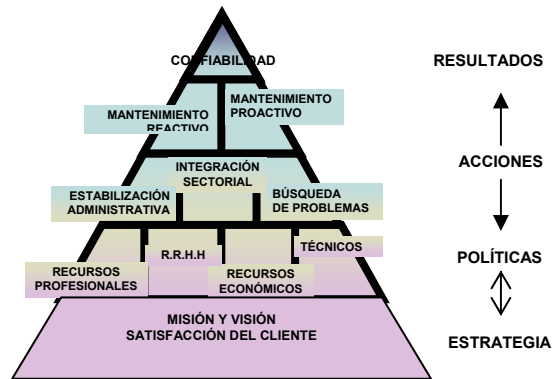 CONFIABILIDAD
RESULTADOS
MANTENIMIENTO
REACTIVO
MANTENIMIENTO
PROACTIVO
INTEGRACIÓN
SECTORIAL
ACCIONES
ESTABILIZACIÓN
ADMINISTRATIVA
BÚSQUEDA
DE PROBLEMAS
R.R.H.H
TÉCNICOS
POLÍTICAS
RECURSOS
PROFESIONALES
RECURSOS
ECONÓMICOS
MISIÓN Y VISIÓN
SATISFACCIÓN DEL CLIENTE
ESTRATEGIA